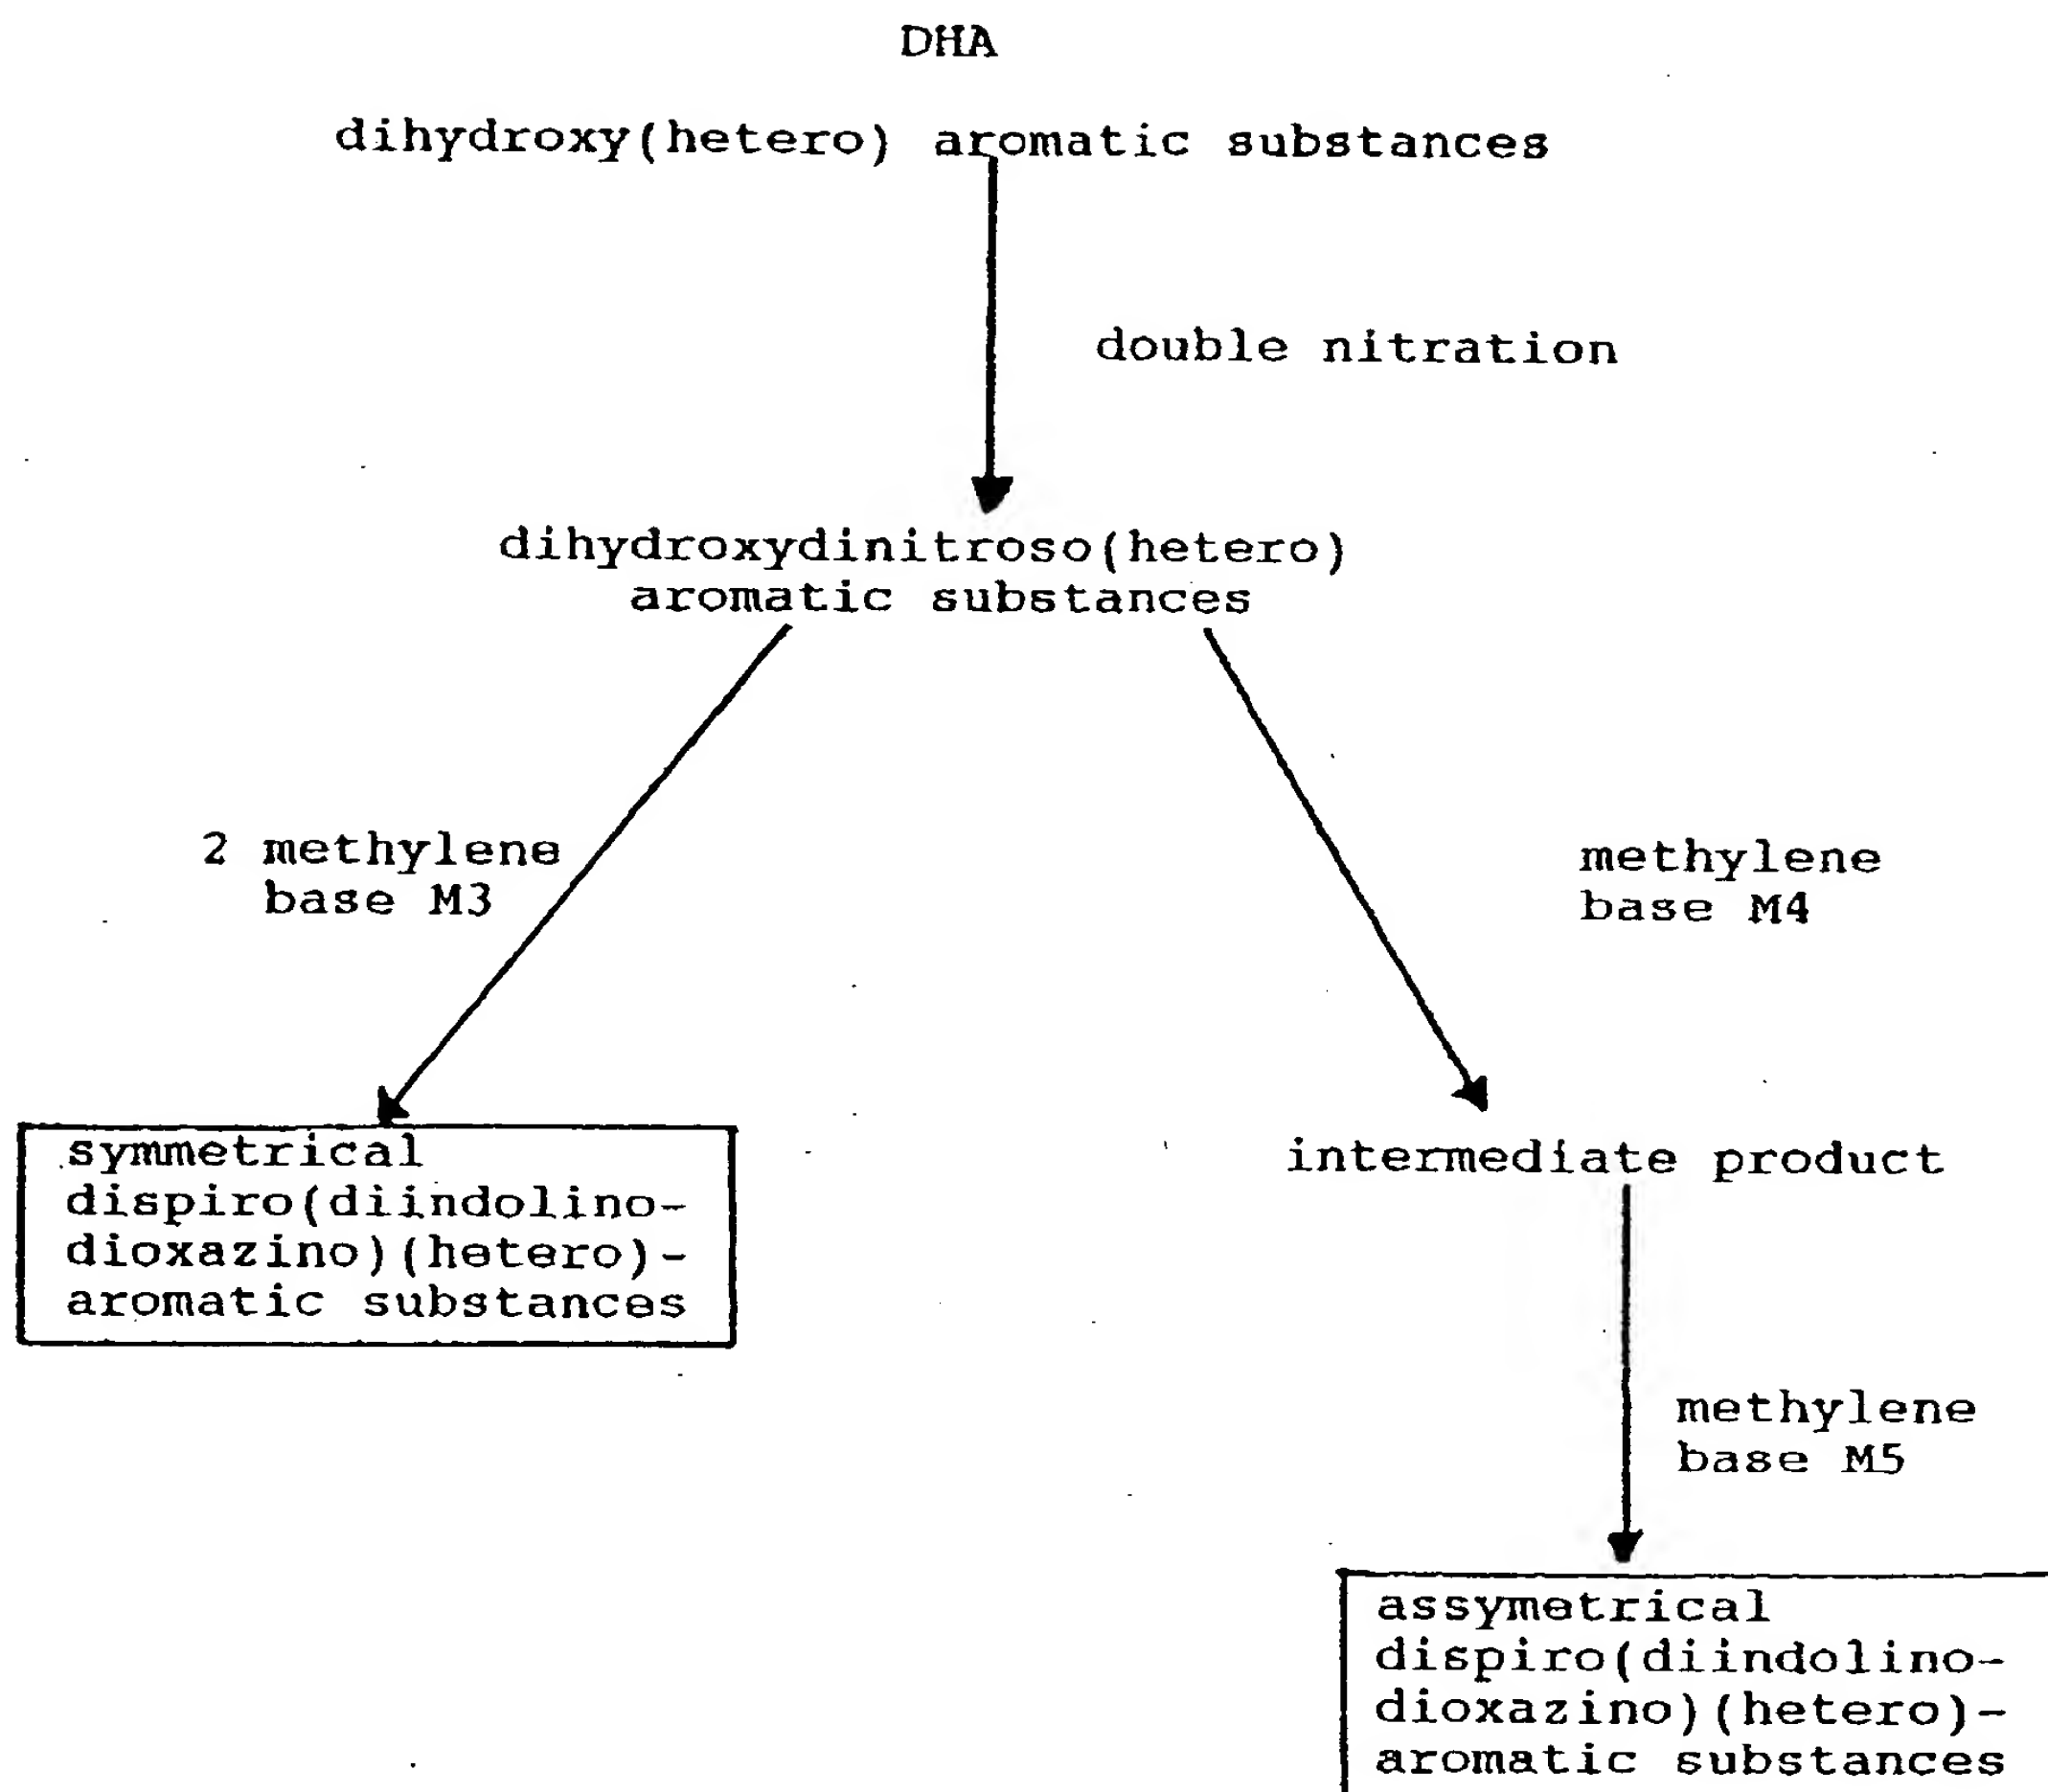 DHA
dihydroxy(hetero) aromatic substances
double nitration
dihydroxydinitroso(hetero)
aromatic substances
2 methylene
base M3
methylene
base M4
symmetrical
dispiro(diindolino-
dioxazino)(hetero)-
aromatic substances
intermediate product
methylene
base M5
assymetrical
dispiro(diindolino-
dioxazino)(hetero)-
aromatic substances